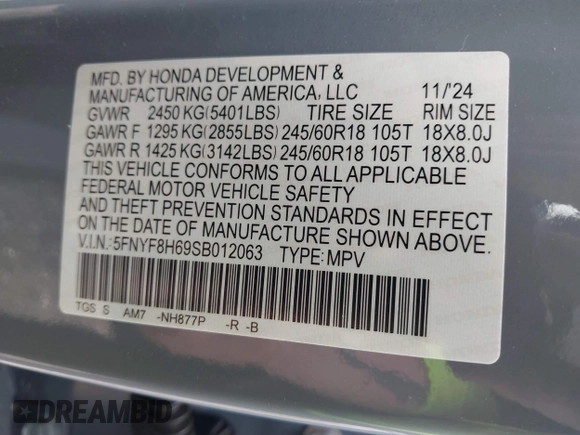 MFD. BY HONDA DEVELOPMENT &
MANUFACTURING OF AMERICA, LLC 11/'24
GVWR 2450 KG(5401LBS) TIRE SIZE RIM SIZE
GAWR F 1295 KG(2855LBS) 245/60R18 105T 18X8.0J
GAWR R 1425 KG(3142LBS) 245/60R18 105T 18X8.0J
THIS VEHICLE CONFORMS TO ALL APPLICABLE
FEDERAL MOTOR VEHICLE SAFETY
AND THEFT PREVENTION STANDARDS IN EFFECT
ON THE DATE OF MANUFACTURE SHOWN ABOVE.
V.I.N.:5FNYF8H69SB012063 TYPE:MPV
TGS S AM7 -NH877P -R -B
DREAMBID